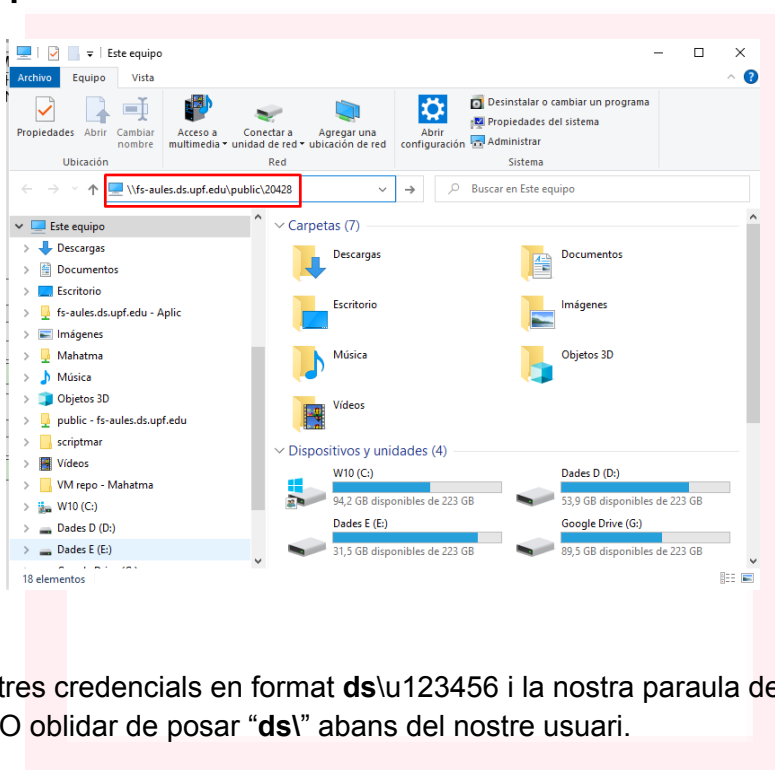 Este equipo
Archivo Equipo Vista
Propiedades Abrir Cambiar nombre
Acceso a multimedia Conectar a unidad de red Agregar una ubicación de red
Abrir configuración
Desinstalar o cambiar un programa
Propiedades del sistema
Administrar
Ubicación Red Sistema
\\fs-aules.ds.upf.edu\public\20428
Buscar en Este equipo
Este equipo
Descargas
Documentos
Escritorio
fs-aules.ds.upf.edu - Aplic
Imágenes
Mahatma
Música
Objetos 3D
public - fs-aules.ds.upf.edu
scriptmar
Vídeos
VM repo - Mahatma
W10 (C:)
Dades D (D:)
Dades E (E:)
Carpetas (7)
Descargas
Documentos
Escritorio
Imágenes
Música
Objetos 3D
Vídeos
Dispositivos y unidades (4)
W10 (C:)
94,2 GB disponibles de 223 GB
Dades D (D:)
53,9 GB disponibles de 223 GB
Dades E (E:)
31,5 GB disponibles de 223 GB
Google Drive (G:)
89,5 GB disponibles de 223 GB
18 elementos
tres credencials en format ds\u123456 i la nostra paraula de
O oblidar de posar “ds\” abans del nostre usuari.